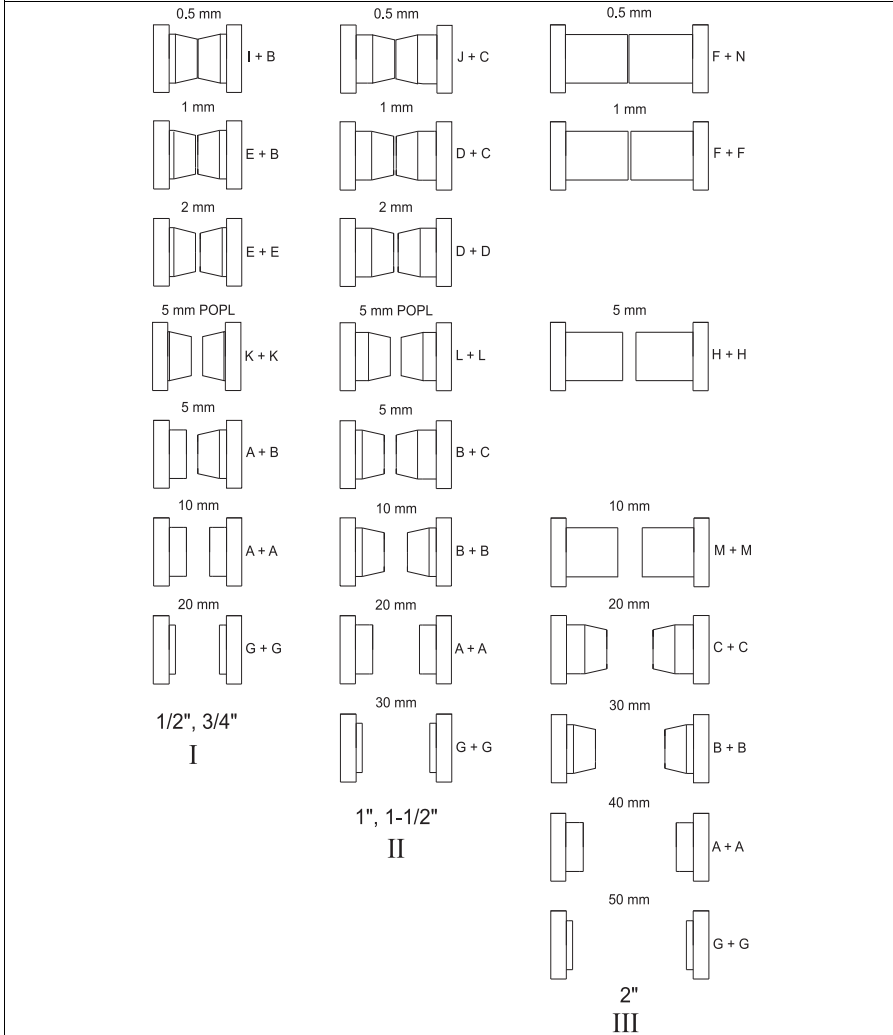 0.5 mm
I + B
1 mm
E + B
2 mm
E + E
5 mm POPL
K + K
5 mm
A + B
10 mm
A + A
20 mm
G + G
1/2", 3/4"
I
0.5 mm
J + C
1 mm
D + C
2 mm
D + D
5 mm POPL
L + L
5 mm
B + C
10 mm
B + B
20 mm
A + A
30 mm
G + G
1", 1-1/2"
II
0.5 mm
F + N
1 mm
F + F
5 mm
H + H
10 mm
M + M
20 mm
C + C
30 mm
B + B
40 mm
A + A
50 mm
G + G
2"
III